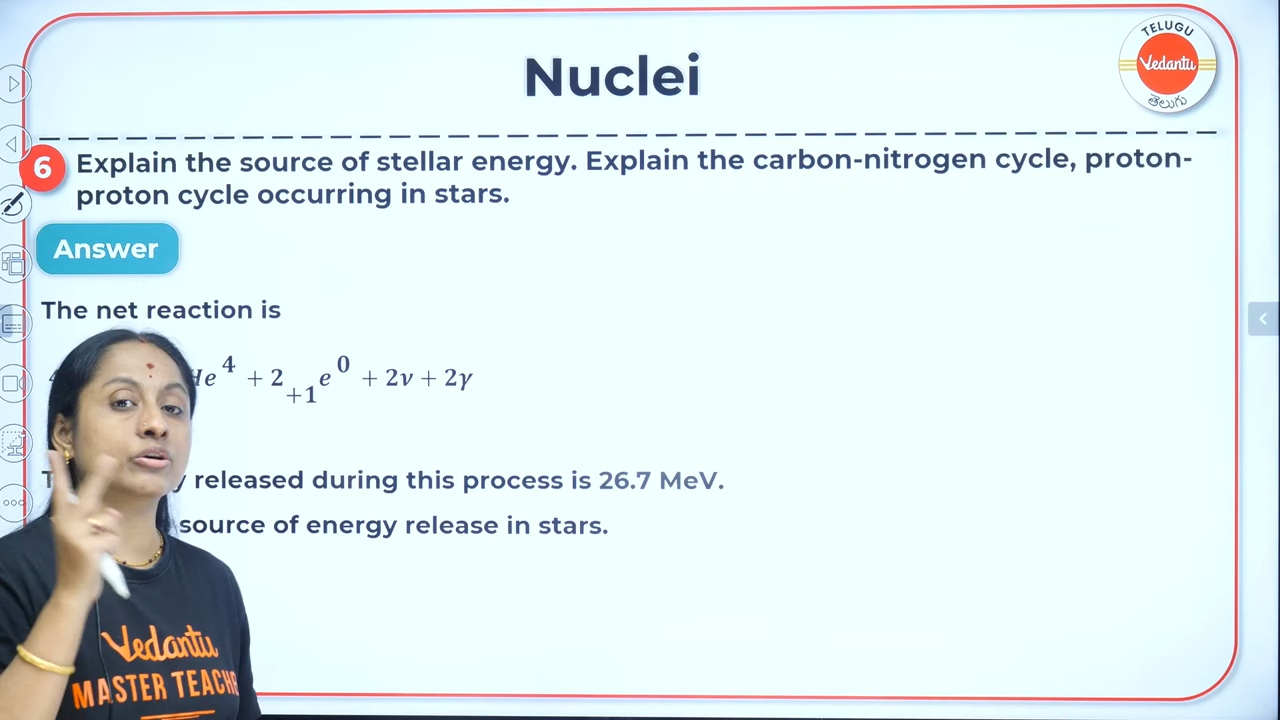 Nuclei
TELUGU
Vedantu
తెలుగు
6
Explain the source of stellar energy. Explain the carbon-nitrogen cycle, proton-
proton cycle occurring in stars.
Answer
The net reaction is
He⁴ + 2 ₊₁e⁰ + 2ν + 2γ
released during this process is 26.7 MeV.
source of energy release in stars.
Vedantu
MASTER